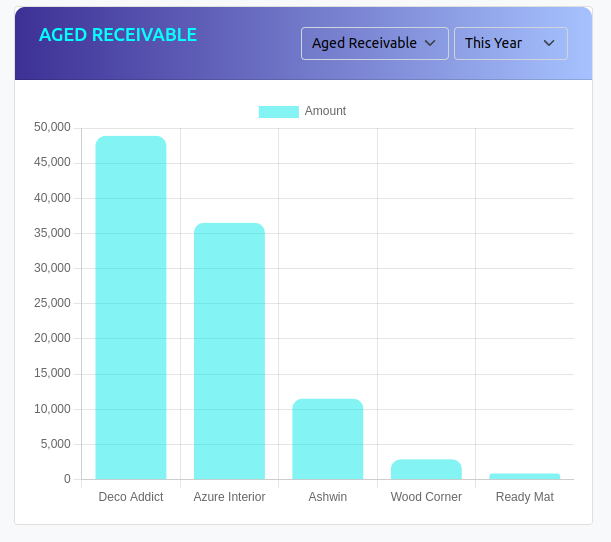 AGED RECEIVABLE
Aged Receivable
This Year
Amount
50,000
45,000
40,000
35,000
30,000
25,000
20,000
15,000
10,000
5,000
0
Deco Addict Azure Interior Ashwin Wood Corner Ready Mat